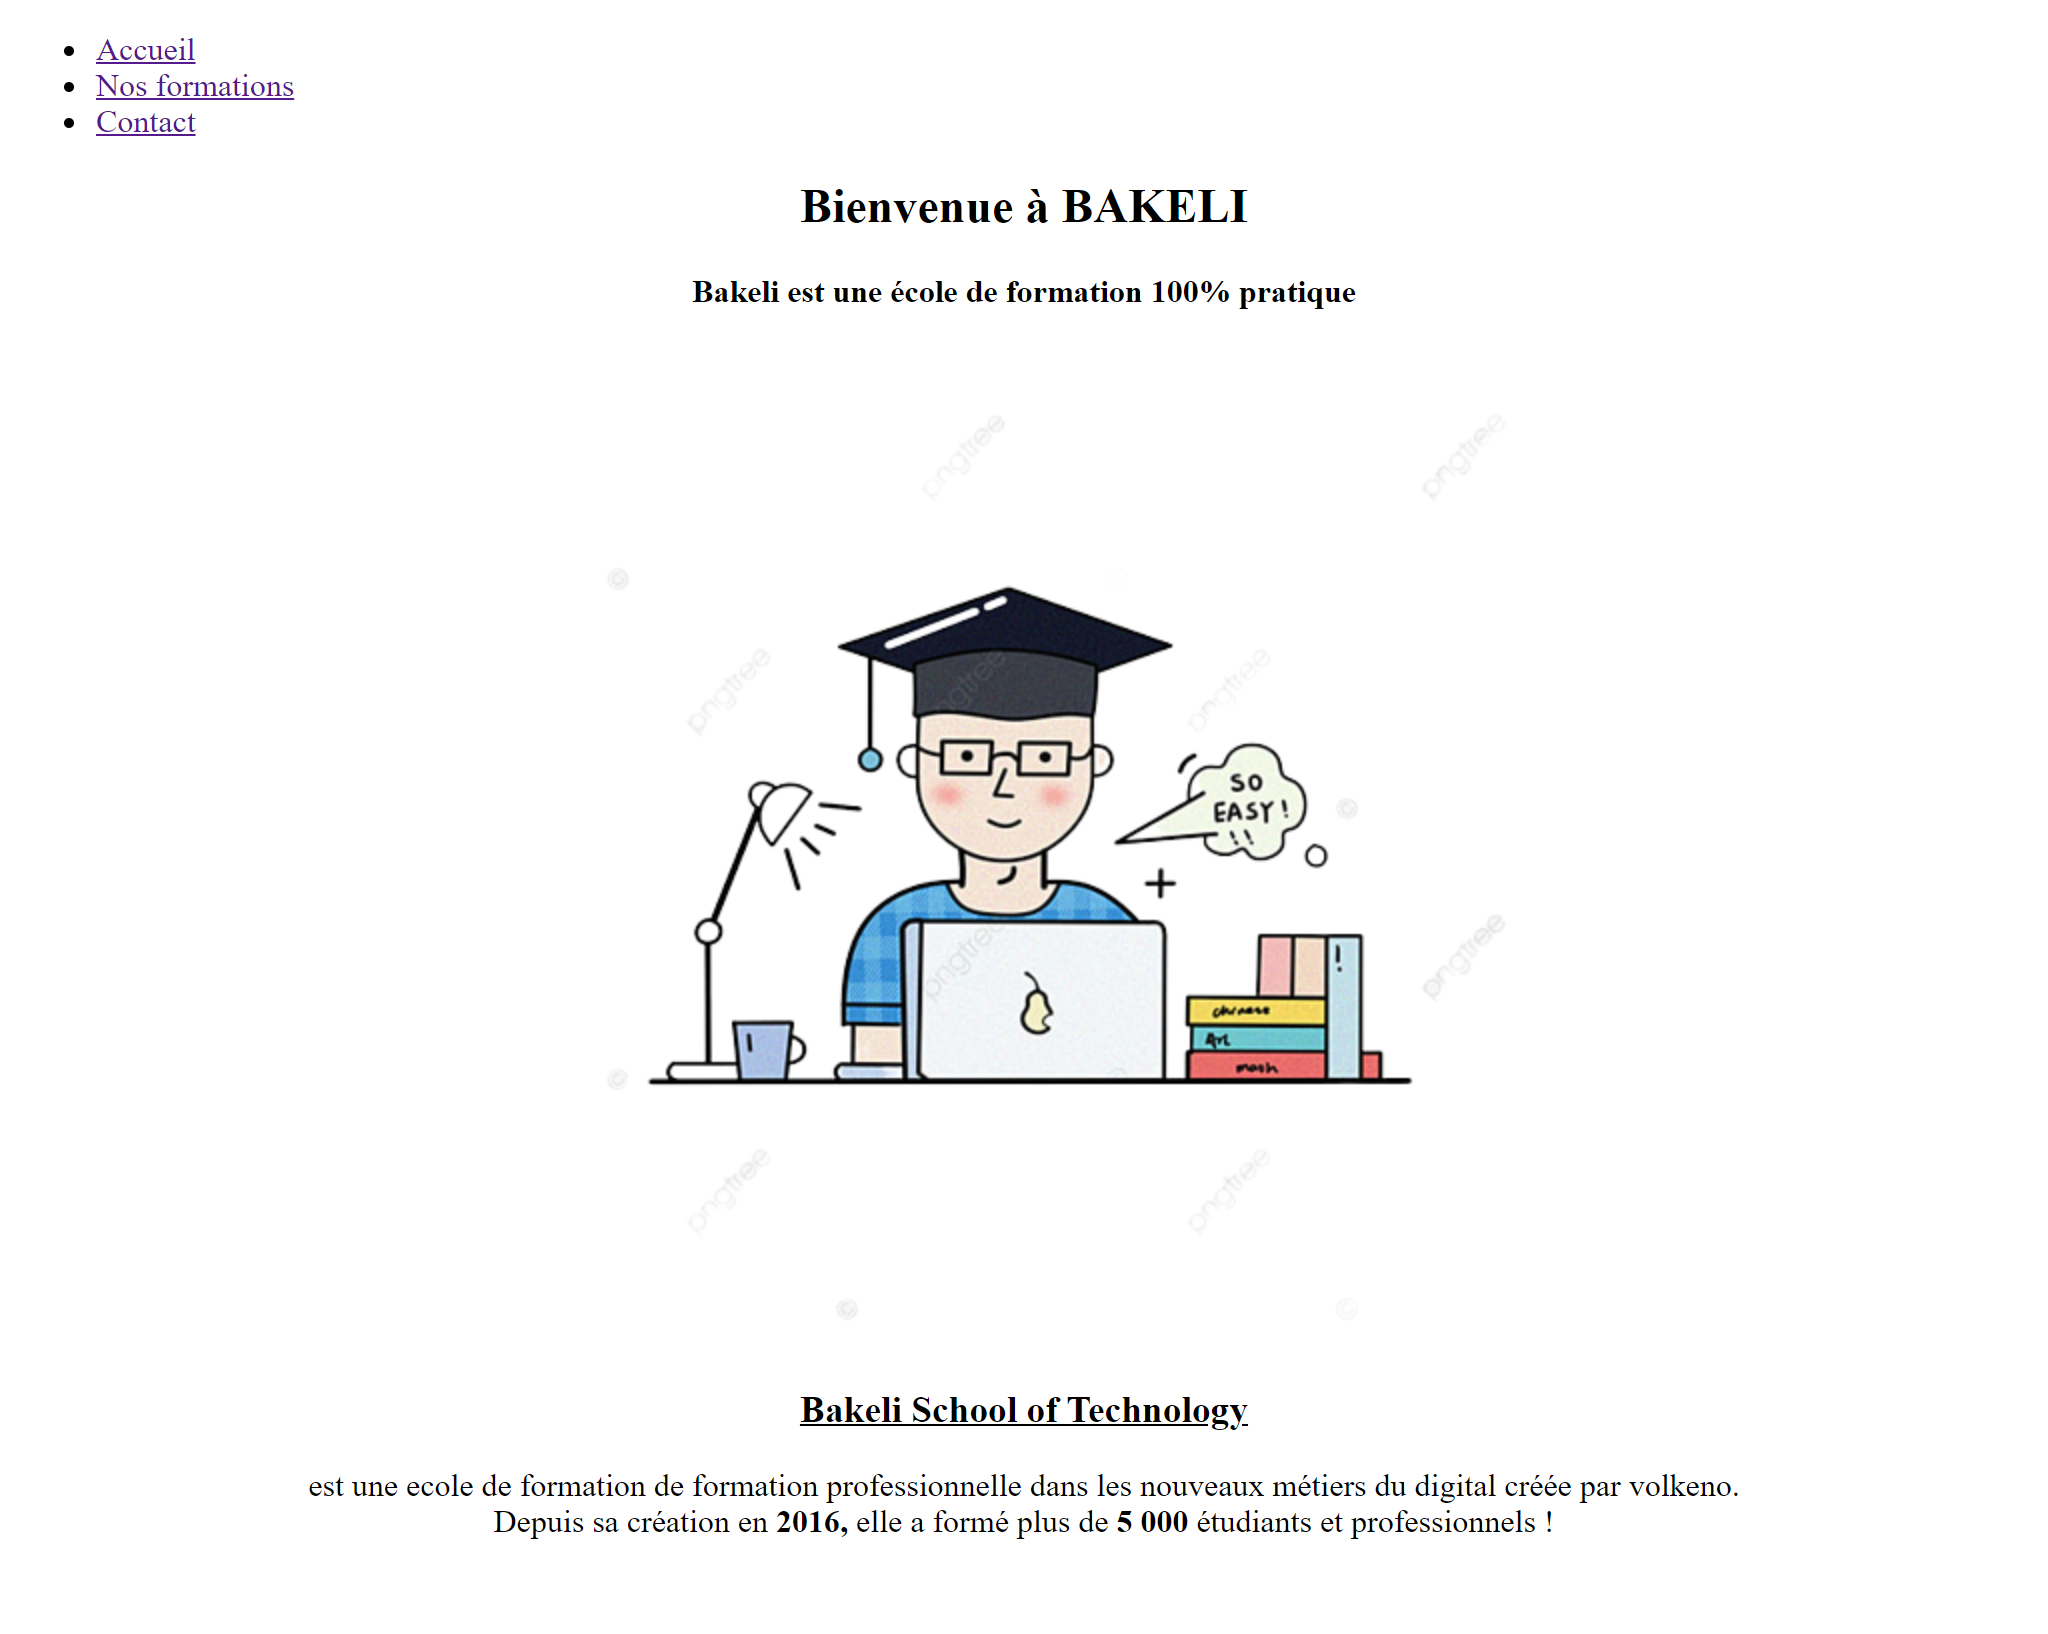 Accueil
Nos formations
Contact
Bienvenue à BAKELI
Bakeli est une école de formation 100% pratique
pngtree
pngtree
©
pngtree
pngtree
pngtree
SO
EASY!
!!
©
pngtree
pngtree
!
chinese
Art
math
©
pngtree
pngtree
©
©
Bakeli School of Technology
est une ecole de formation de formation professionnelle dans les nouveaux métiers du digital créée par volkeno.
Depuis sa création en 2016, elle a formé plus de 5 000 étudiants et professionnels !